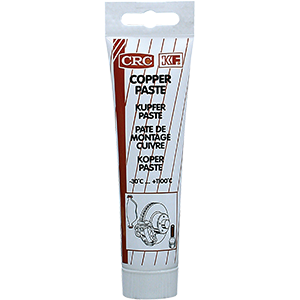 CRC KF
COPPER
PASTE
KUPFER
PASTE
PATE DE
MONTAGE
CUIVRE
KOPER
PASTE
-30°C ... +1100°C